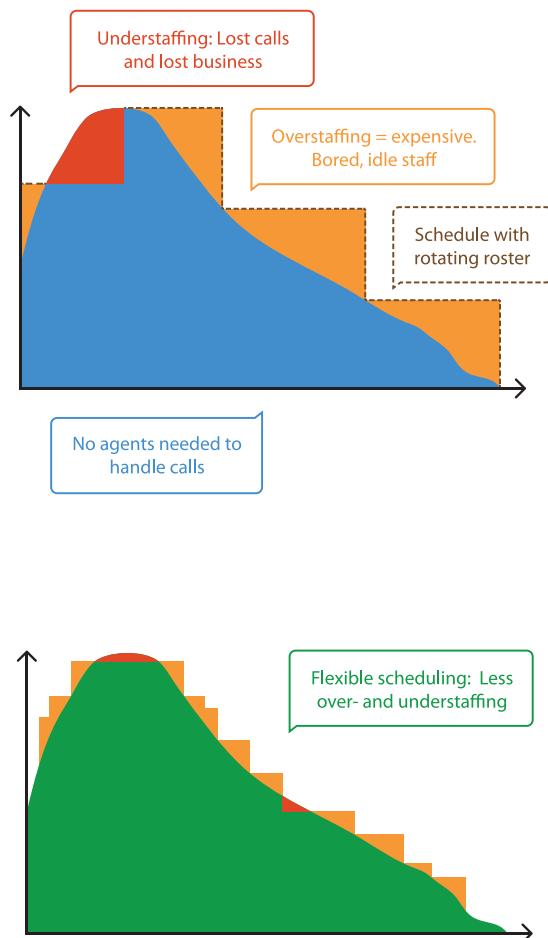 Understaffing: Lost calls
and lost business
Overstaffing = expensive.
Bored, idle staff
Schedule with
rotating roster
No agents needed to
handle calls
Flexible scheduling:  Less
over- and understaffing